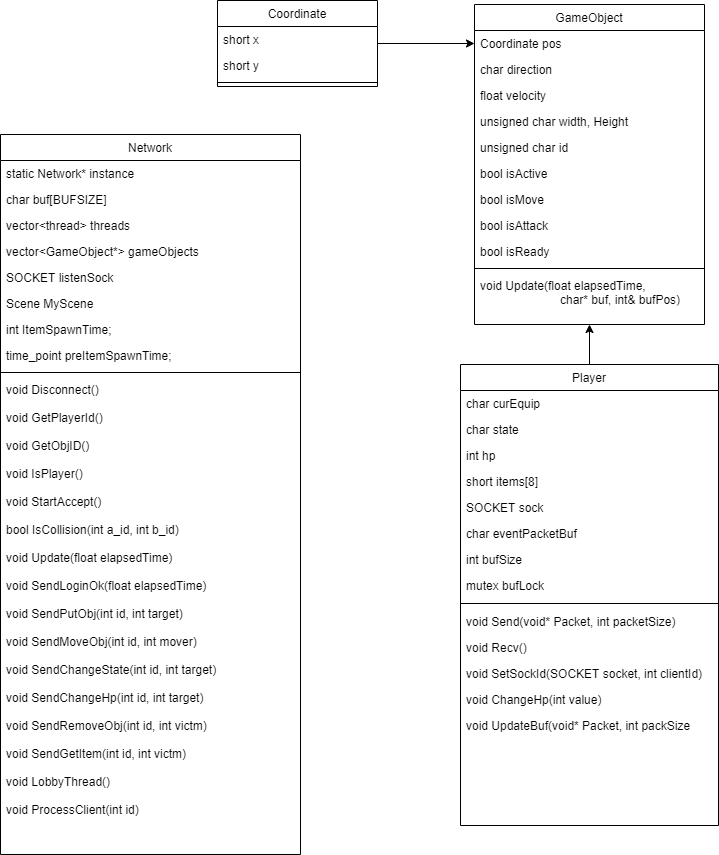 Coordinate
short x
short y
GameObject
Coordinate pos
char direction
float velocity
unsigned char width, Height
unsigned char id
bool isActive
bool isMove
bool isAttack
bool isReady
void Update(float elapsedTime,
char* buf, int& bufPos)
Network
static Network* instance
char buf[BUFSIZE]
vector<thread> threads
vector<GameObject*> gameObjects
SOCKET listenSock
Scene MyScene
int ItemSpawnTime;
time_point preItemSpawnTime;
void Disconnect()
void GetPlayerId()
void GetObjID()
void IsPlayer()
void StartAccept()
bool IsCollision(int a_id, int b_id)
void Update(float elapsedTime)
void SendLoginOk(float elapsedTime)
void SendPutObj(int id, int target)
void SendMoveObj(int id, int mover)
void SendChangeState(int id, int target)
void SendChangeHp(int id, int target)
void SendRemoveObj(int id, int victm)
void SendGetItem(int id, int victm)
void LobbyThread()
void ProcessClient(int id)
Player
char curEquip
char state
int hp
short items[8]
SOCKET sock
char eventPacketBuf
int bufSize
mutex bufLock
void Send(void* Packet, int packetSize)
void Recv()
void SetSockId(SOCKET socket, int clientId)
void ChangeHp(int value)
void UpdateBuf(void* Packet, int packSize